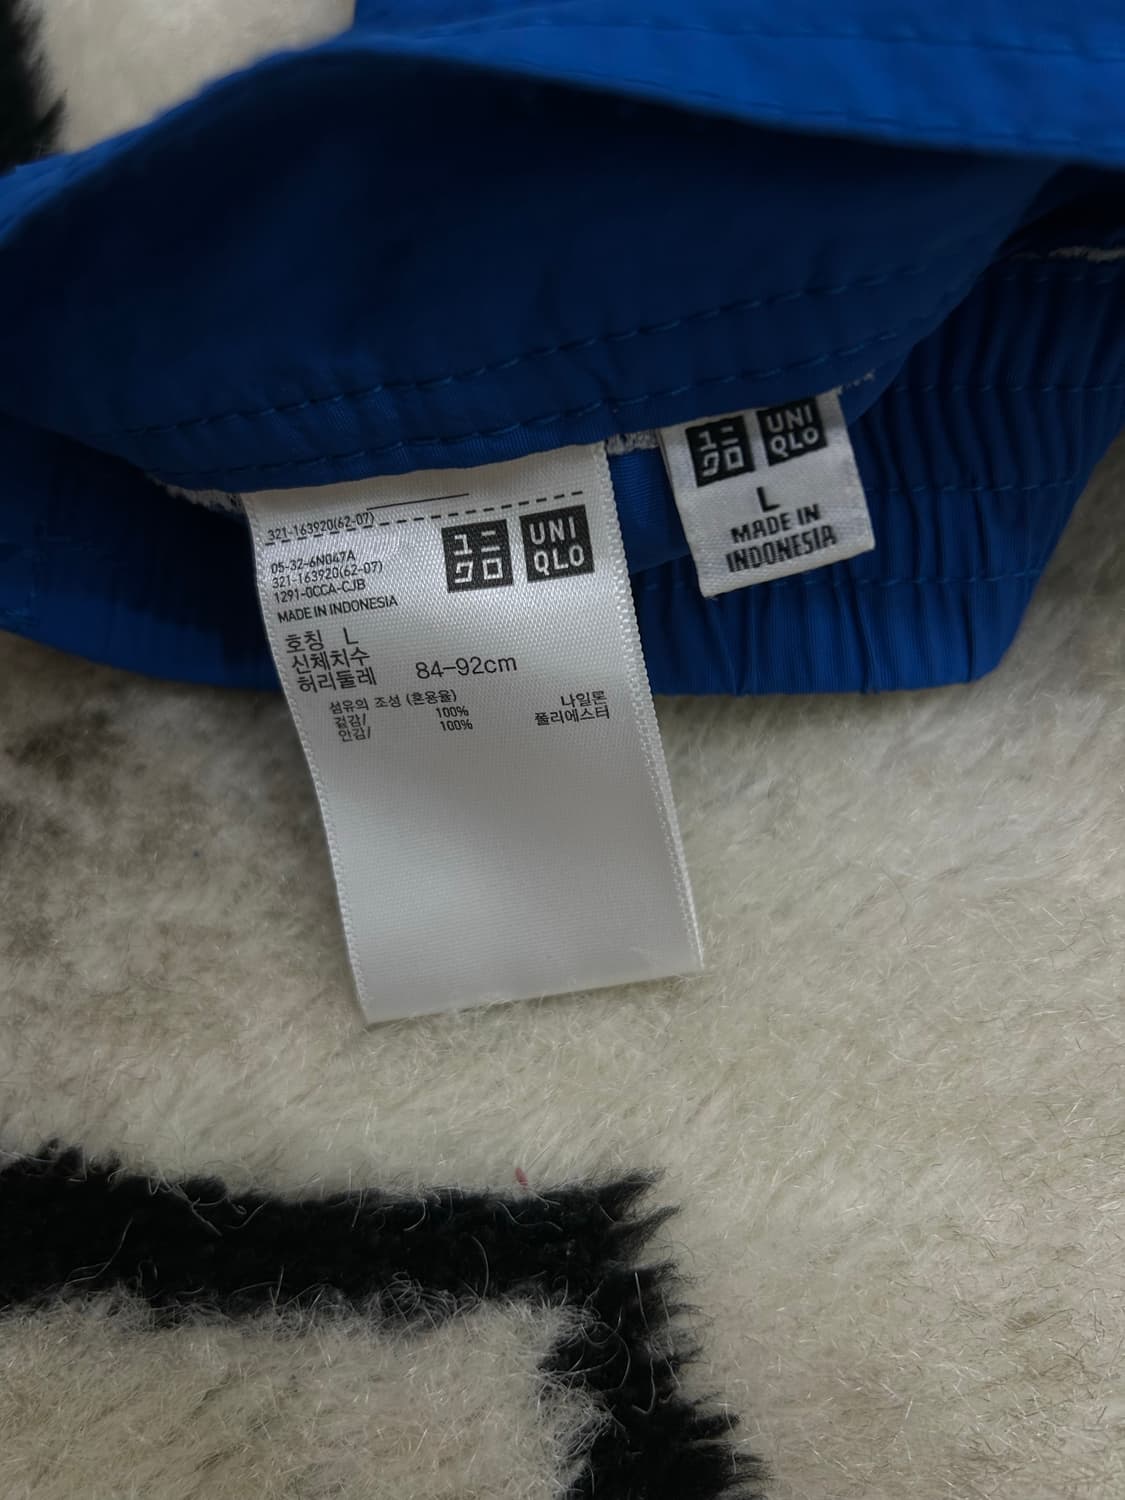 321-163920(62-07)
ユニ
クロ
UNI
QLO
05-32-6N047A
321-163920(62-07)
1291-0CCA-CJB
MADE IN INDONESIA
호칭 L
신체치수
허리둘레 84-92cm
섬유의 조성 (혼용율)
겉감/ 100% 나일론
안감/ 100% 폴리에스터
ユニ
クロ
UNI
QLO
L
MADE IN
INDONESIA